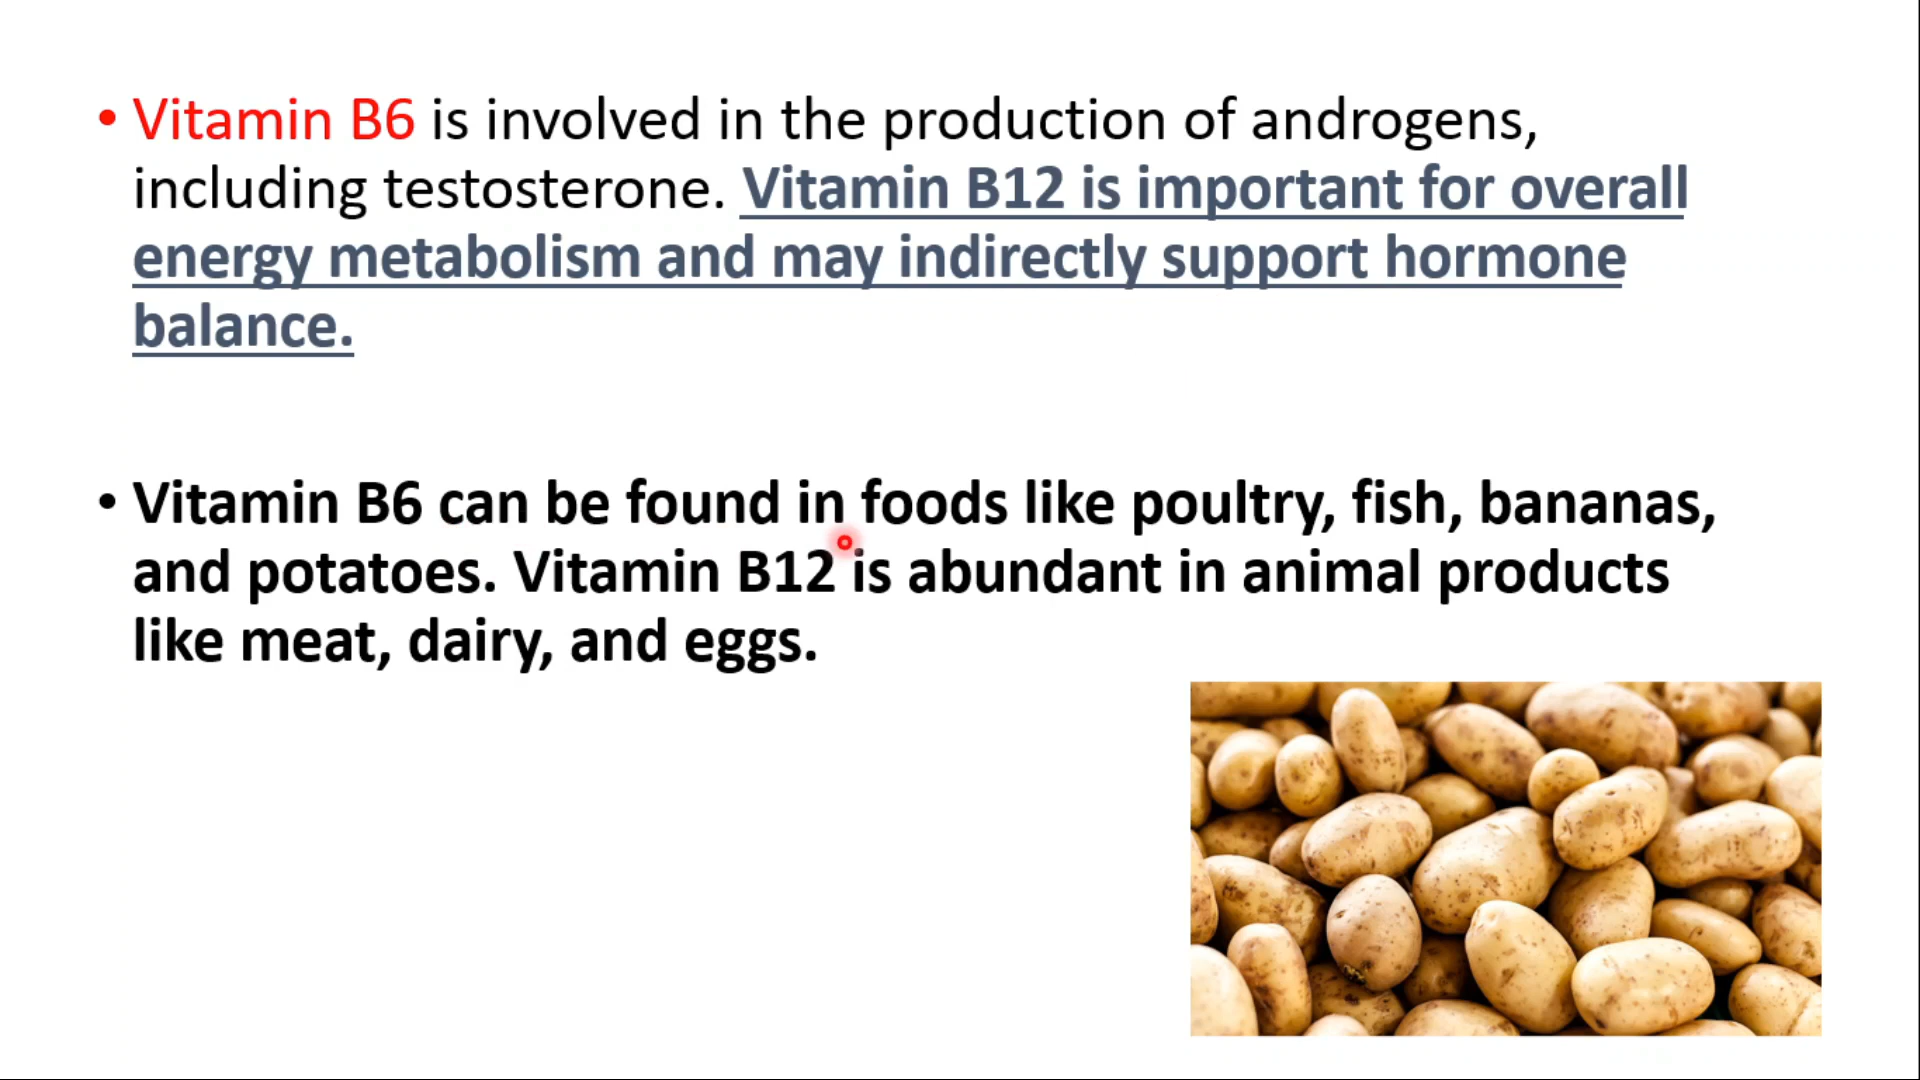 • Vitamin B6 is involved in the production of androgens,
including testosterone. Vitamin B12 is important for overall
energy metabolism and may indirectly support hormone
balance.
• Vitamin B6 can be found in foods like poultry, fish, bananas,
and potatoes. Vitamin B12 is abundant in animal products
like meat, dairy, and eggs.